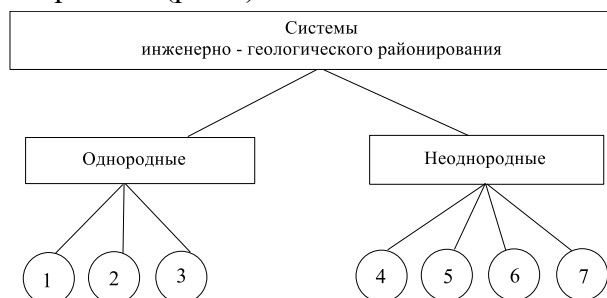 Системы
инженерно - геологического районирования
Однородные
Неоднородные
1 2 3 4 5 6 7